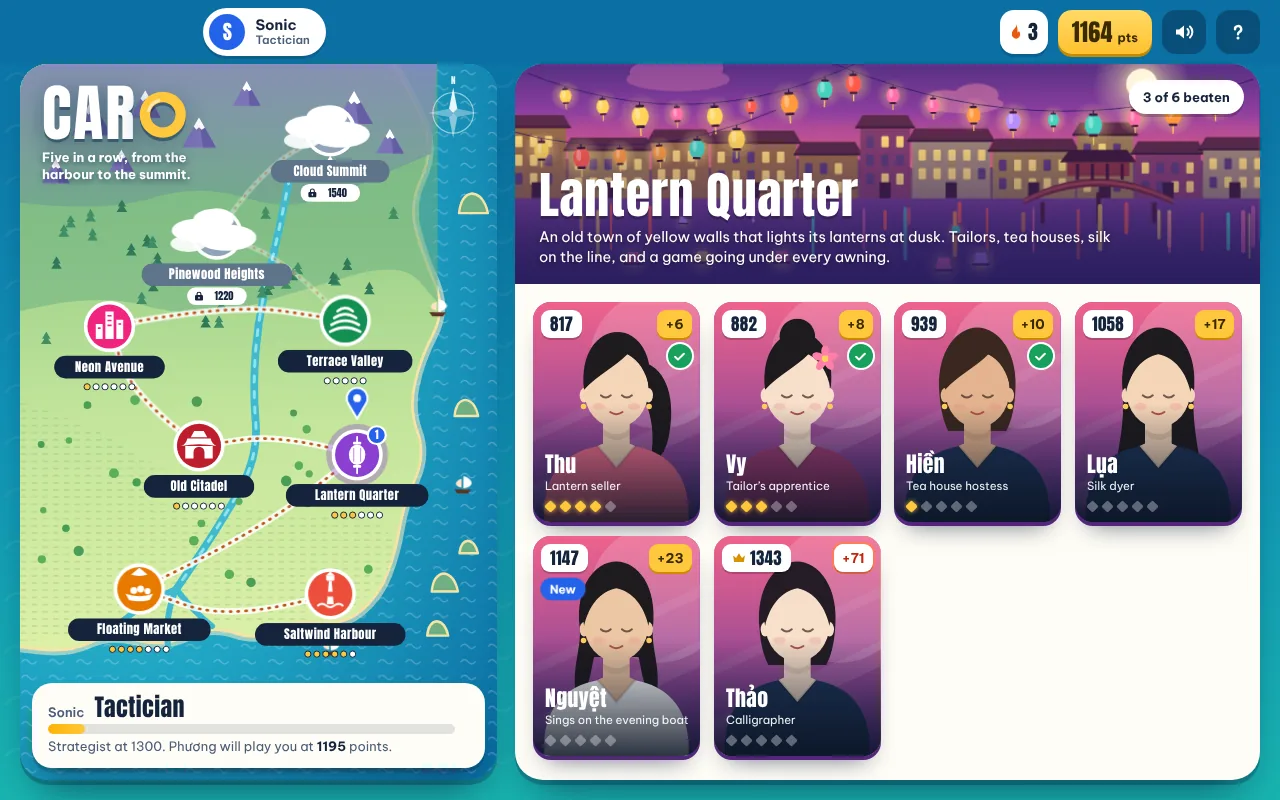 S
Sonic
Tactician
3
1164 pts
?
CARO
Five in a row, from the
harbour to the summit.
N
Cloud Summit
1540
Pinewood Heights
1220
Neon Avenue
Terrace Valley
1
Old Citadel
Lantern Quarter
Floating Market
Saltwind Harbour
Sonic Tactician
Strategist at 1300. Phương will play you at 1195 points.
3 of 6 beaten
Lantern Quarter
An old town of yellow walls that lights its lanterns at dusk. Tailors, tea houses, silk
on the line, and a game going under every awning.
817 +6
Thu
Lantern seller
882 +8
Vy
Tailor's apprentice
939 +10
Hiền
Tea house hostess
1058 +17
Lụa
Silk dyer
1147 +23
New
Nguyệt
Sings on the evening boat
1343 +71
Thảo
Calligrapher